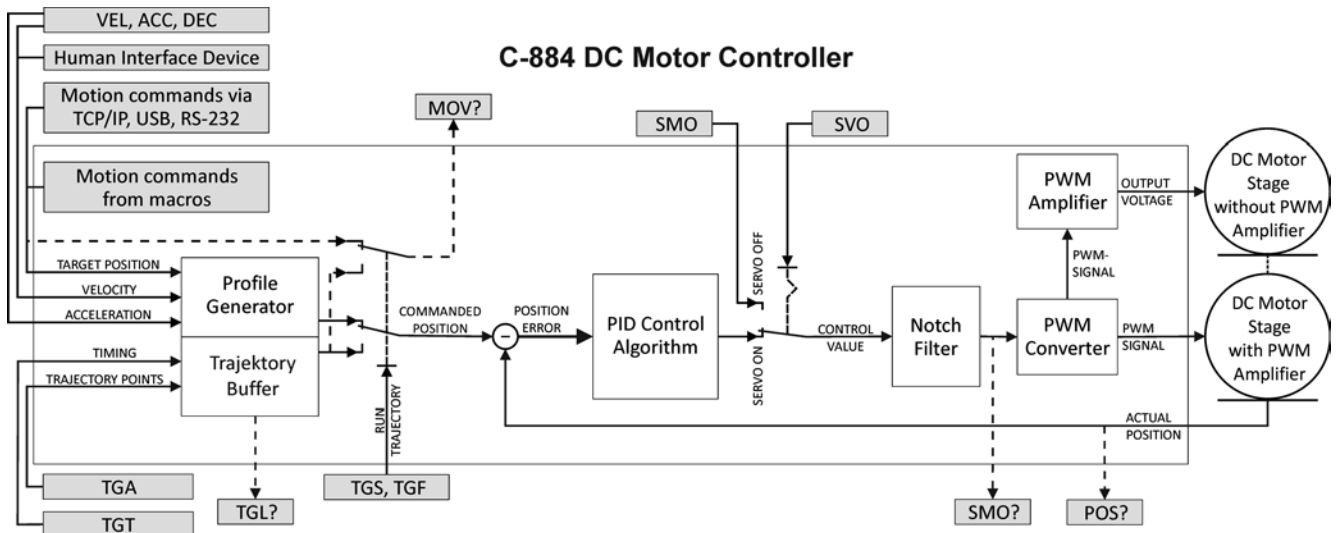 VEL, ACC, DEC
Human Interface Device
Motion commands via
TCP/IP, USB, RS-232
C-884 DC Motor Controller
MOV?
SMO
SVO
Motion commands
from macros
TARGET POSITION
VELOCITY
ACCELERATION
TIMING
TRAJECTORY POINTS
Profile
Generator
Trajektory
Buffer
RUN
TRAJECTORY
COMMANDED
POSITION
-
POSITION
ERROR
PID Control
Algorithm
SERVO OFF
SERVO ON
CONTROL
VALUE
Notch
Filter
PWM
Converter
PWM-
SIGNAL
PWM
Amplifier
OUTPUT
VOLTAGE
PWM
SIGNAL
DC Motor
Stage
without PWM
Amplifier
DC Motor
Stage
with PWM
Amplifier
ACTUAL
POSITION
TGA
TGT
TGL?
TGS, TGF
SMO?
POS?